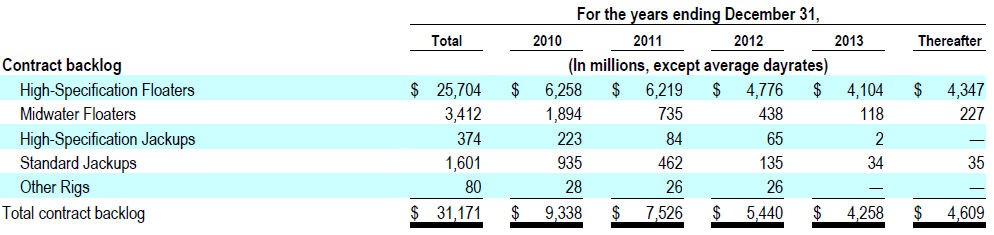 For the years ending December 31,
Total 2010 2011 2012 2013 Thereafter
Contract backlog (In millions, except average dayrates)
High-Specification Floaters $ 25,704 $ 6,258 $ 6,219 $ 4,776 $ 4,104 $ 4,347
Midwater Floaters 3,412 1,894 735 438 118 227
High-Specification Jackups 374 223 84 65 2 —
Standard Jackups 1,601 935 462 135 34 35
Other Rigs 80 28 26 26 — —
Total contract backlog $ 31,171 $ 9,338 $ 7,526 $ 5,440 $ 4,258 $ 4,609